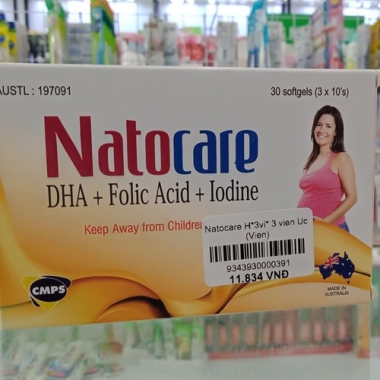 AUSTL : 197091
30 softgels (3 x 10's)
Natocare
DHA + Folic Acid + Iodine
Keep Away from Children
Natocare H*3vi* 3 vien Uc
(Vien)
9343930000391
11.834 VNĐ
CMPS
MADE IN
AUSTRALIA